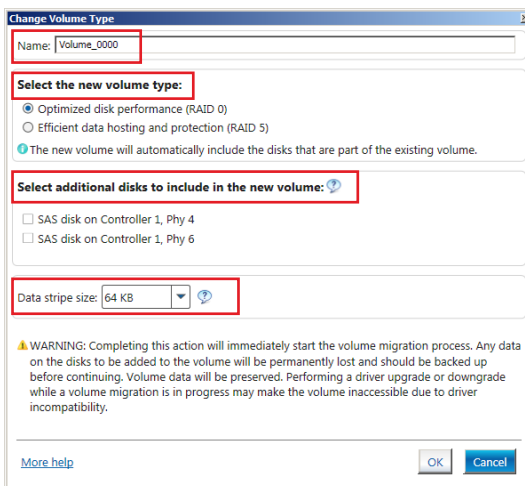 Change Volume Type
Name: Volume_0000
Select the new volume type:
Optimized disk performance (RAID 0)
Efficient data hosting and protection (RAID 5)
The new volume will automatically include the disks that are part of the existing volume.
Select additional disks to include in the new volume:
SAS disk on Controller 1, Phy 4
SAS disk on Controller 1, Phy 6
Data stripe size: 64 KB
WARNING: Completing this action will immediately start the volume migration process. Any data
on the disks to be added to the volume will be permanently lost and should be backed up
before continuing. Volume data will be preserved. Performing a driver upgrade or downgrade
while a volume migration is in progress may make the volume inaccessible due to driver
incompatibility.
More help OK Cancel